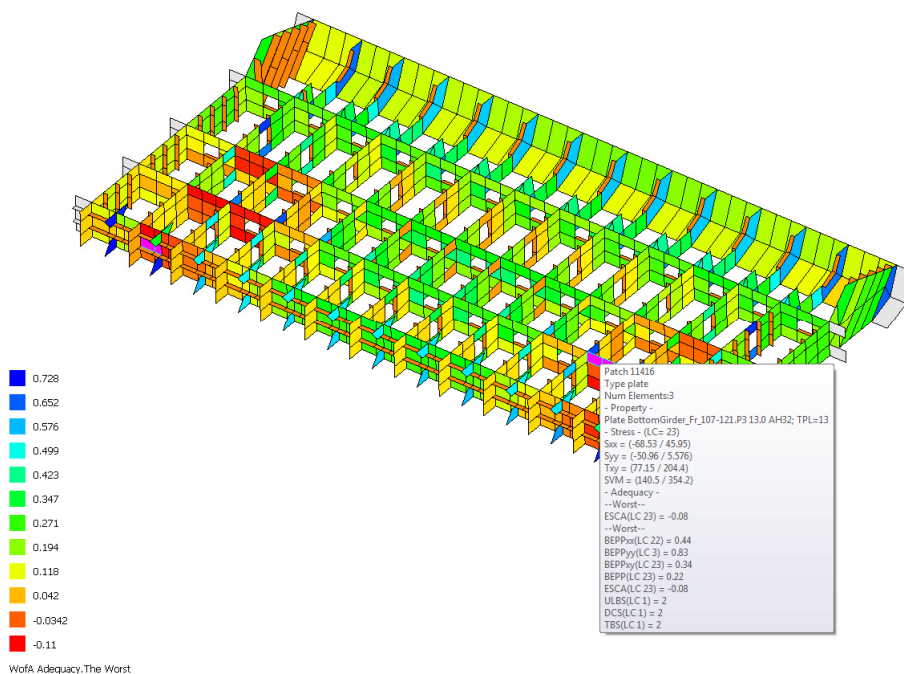 0.728
0.652
0.576
0.499
0.423
0.347
0.271
0.194
0.118
0.042
-0.0342
-0.11
WofA Adequacy.The Worst
Patch 11416
Type plate
Num Elements:3
- Property -
Plate BottomGirder_Fr_107-121.P3 13.0 AH32; TPL=13
- Stress - (LC= 23)
Sxx = (-68.53 / 45.95)
Syy = (-50.96 / 5.576)
Txy = (77.15 / 204.4)
SVM = (140.5 / 354.2)
- Adequacy -
--Worst--
ESCA(LC 23) = -0.08
--Worst--
BEPPxx(LC 22) = 0.44
BEPPyy(LC 3) = 0.83
BEPPxy(LC 23) = 0.34
BEPP(LC 23) = 0.22
ESCA(LC 23) = -0.08
ULBS(LC 1) = 2
DCS(LC 1) = 2
TBS(LC 1) = 2